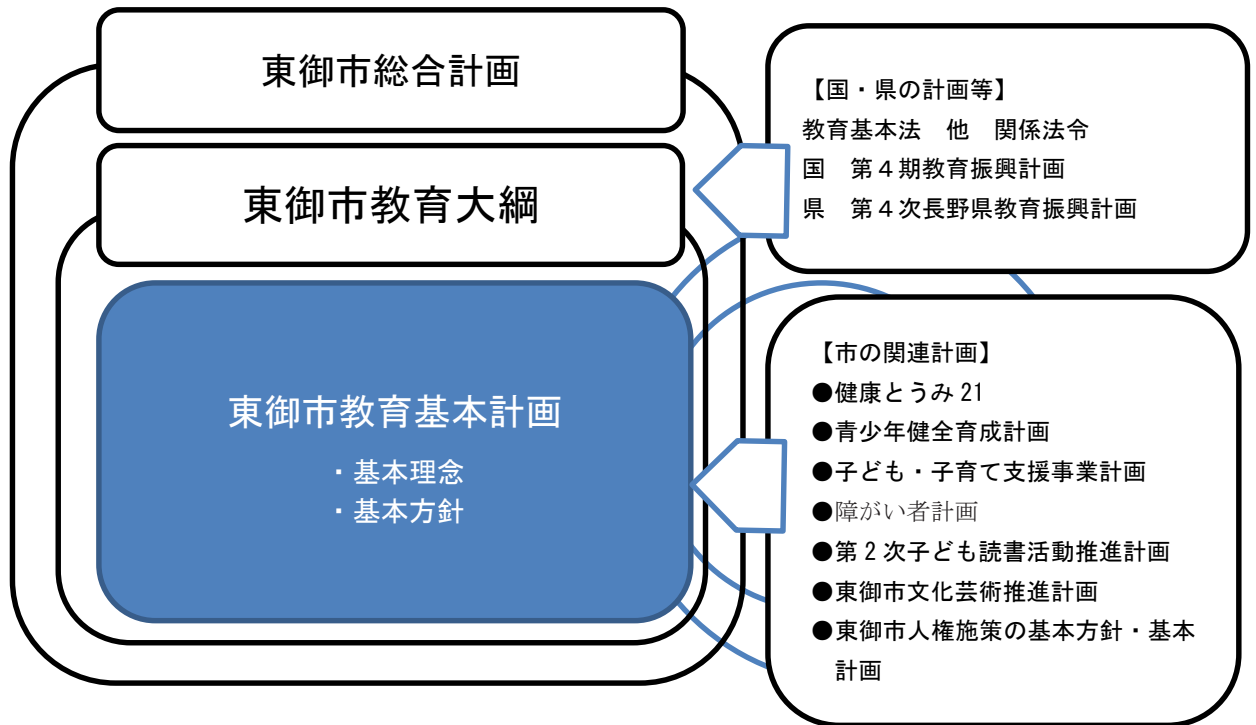 東御市総合計画
東御市教育大綱
東御市教育基本計画
・基本理念
・基本方針
【国・県の計画等】
教育基本法　他　関係法令
国　第４期教育振興計画
県　第４次長野県教育振興計画
【市の関連計画】
●健康とうみ 21
●青少年健全育成計画
●子ども・子育て支援事業計画
●障がい者計画
●第２次子ども読書活動推進計画
●東御市文化芸術推進計画
●東御市人権施策の基本方針・基本
計画